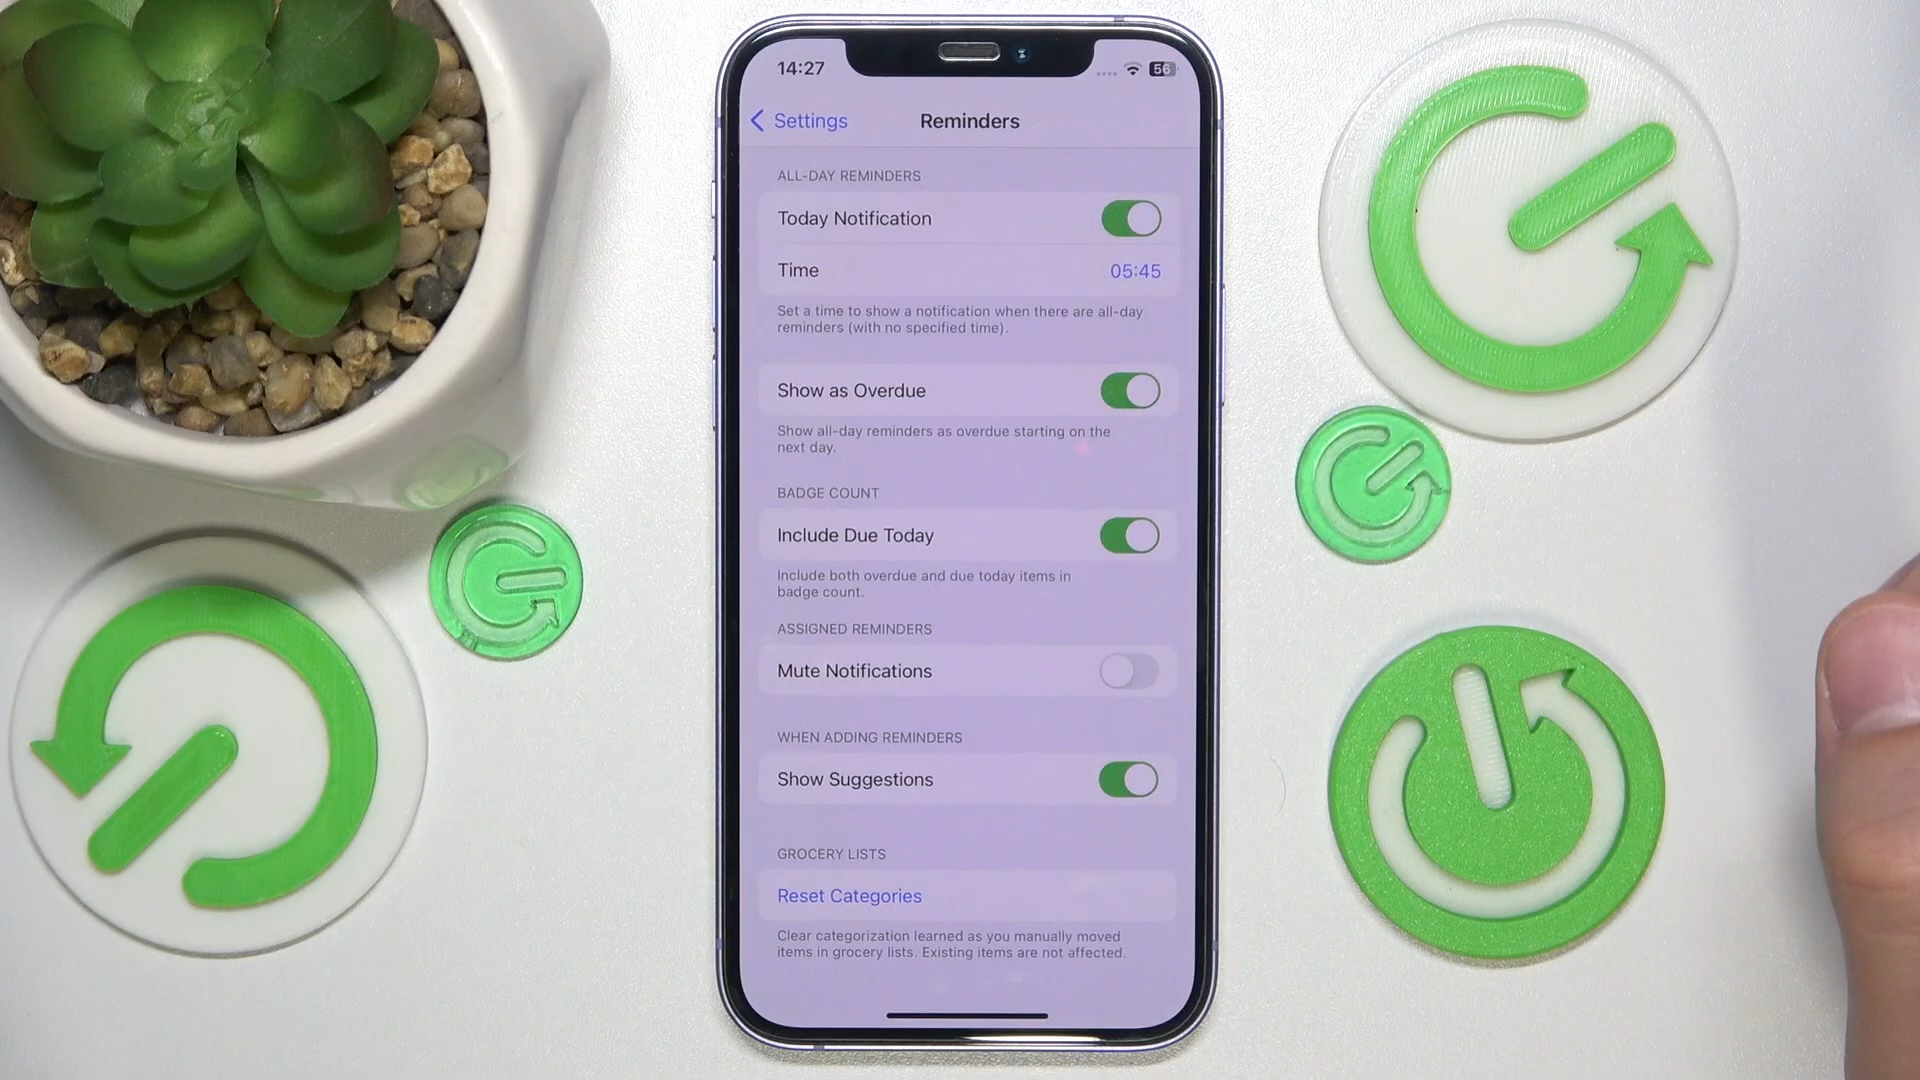 14:27
56
Settings
Reminders
ALL-DAY REMINDERS
Today Notification
Time 05:45
Set a time to show a notification when there are all-day
reminders (with no specified time).
Show as Overdue
Show all-day reminders as overdue starting on the
next day.
BADGE COUNT
Include Due Today
Include both overdue and due today items in
badge count.
ASSIGNED REMINDERS
Mute Notifications
WHEN ADDING REMINDERS
Show Suggestions
GROCERY LISTS
Reset Categories
Clear categorization learned as you manually moved
items in grocery lists. Existing items are not affected.